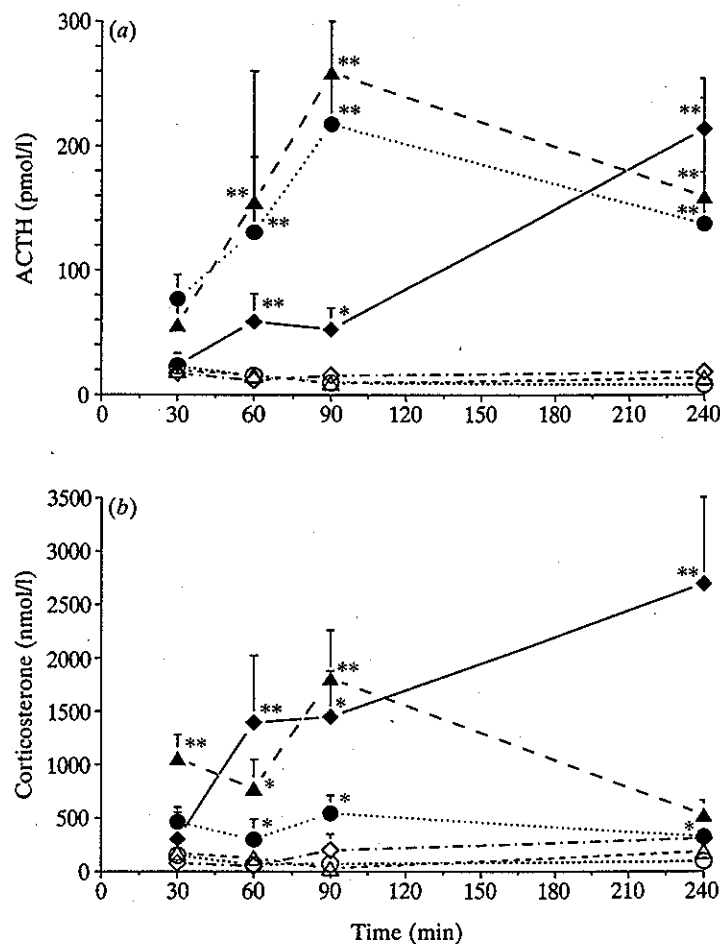 (a)
ACTH (pmol/l)
300
200
100
0
** ** ** ** ** * ** ** **
0 30 60 90 120 150 180 210 240
(b)
Corticosterone (nmol/l)
3500
3000
2500
2000
1500
1000
500
0
** ** * * ** * * ** *
0 30 60 90 120 150 180 210 240
Time (min)